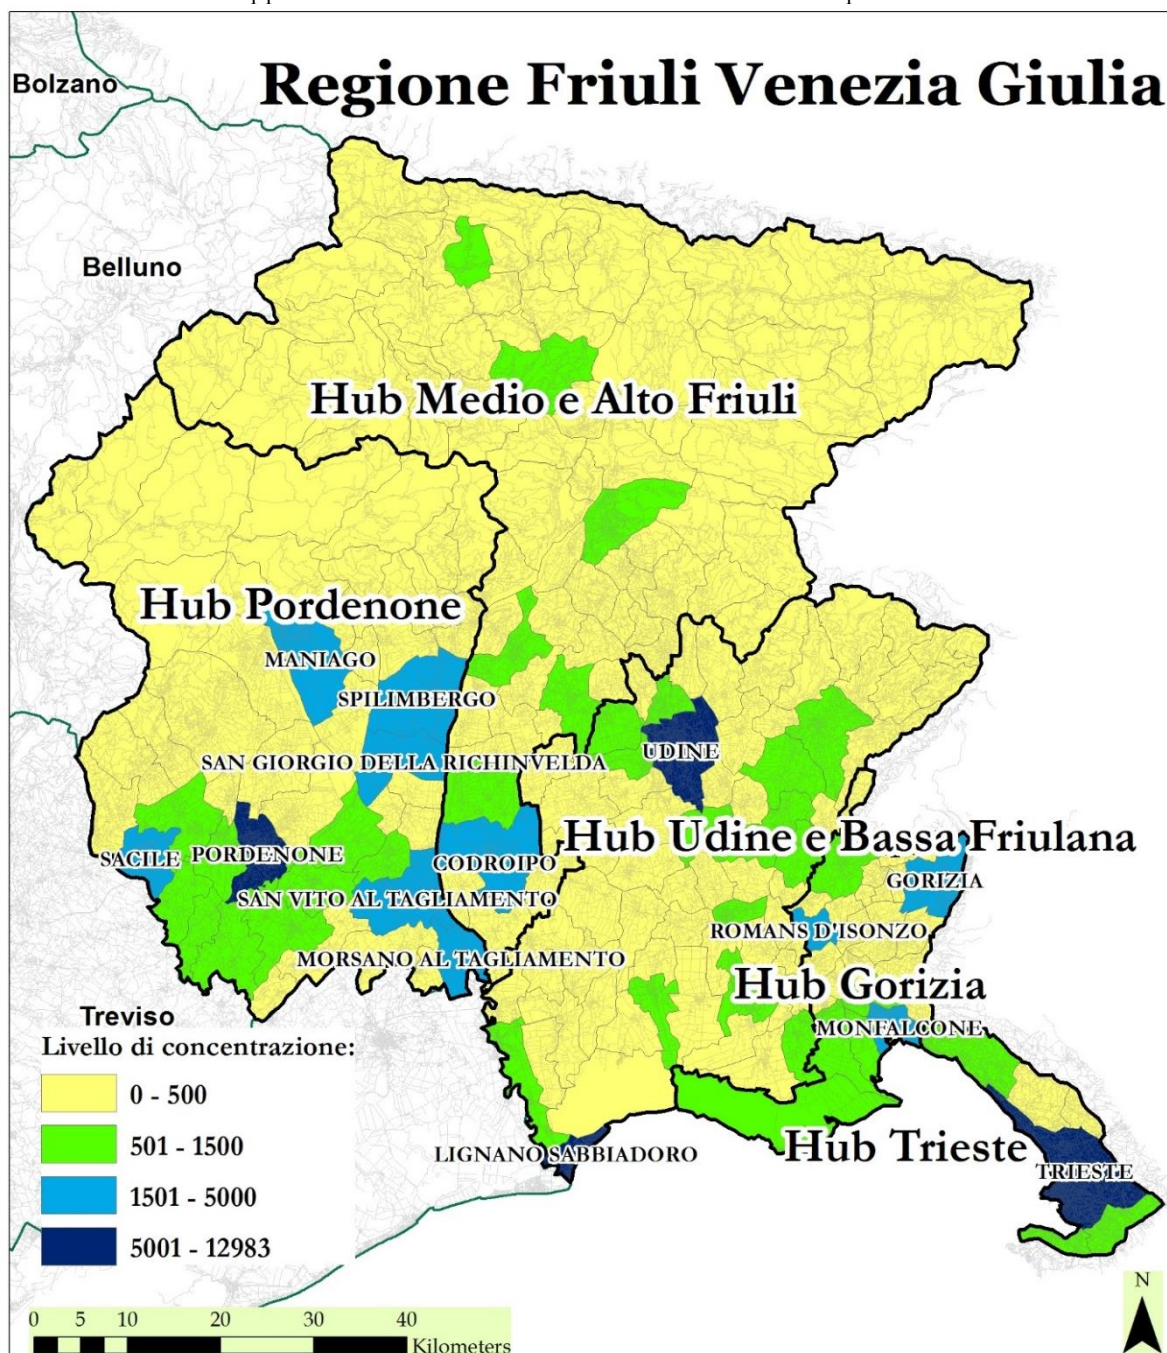 Regione Friuli Venezia Giulia
Bolzano
Belluno
Hub Medio e Alto Friuli
Hub Pordenone
MANIAGO
SPILIMBERGO
UDINE
SAN GIORGIO DELLA RICHINVELDA
Hub Udine e Bassa Friulana
SACILE
PORDENONE
CODROIPO
GORIZIA
SAN VITO AL TAGLIAMENTO
ROMANS D'ISONZO
MORSANO AL TAGLIAMENTO
Hub Gorizia
Treviso
MONFALCONE
Livello di concentrazione:
0 - 500
501 - 1500
1501 - 5000
5001 - 12983
Hub Trieste
LIGNANO SABBIADORO
TRIESTE
N
0 5 10 20 30 40
Kilometers